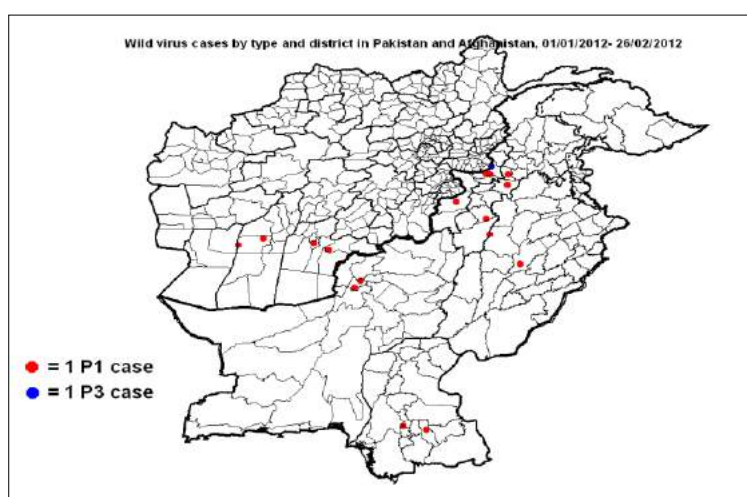 Wild virus cases by type and district in Pakistan and Afghanistan, 01/01/2012- 26/02/2012
= 1 P1 case
= 1 P3 case